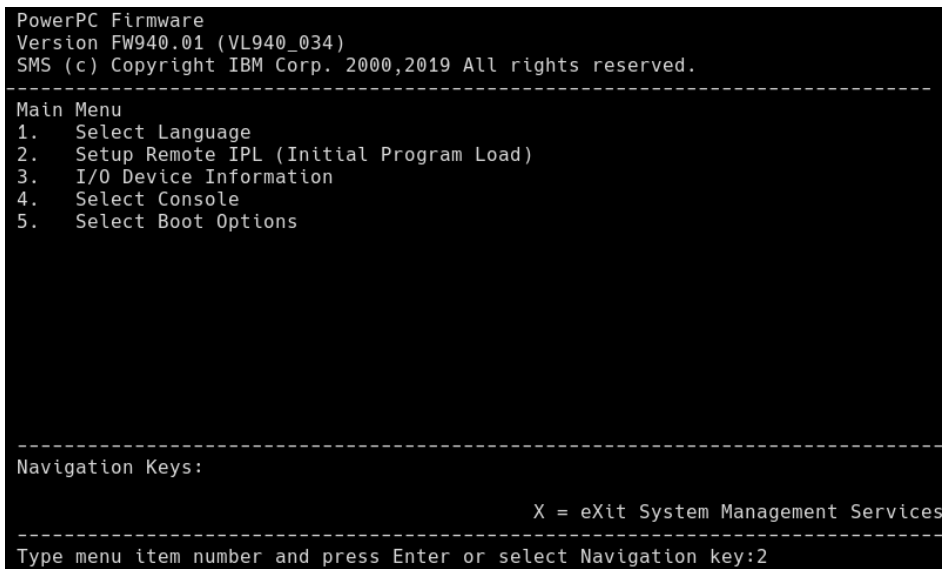 PowerPC Firmware
Version FW940.01 (VL940_034)
SMS (c) Copyright IBM Corp. 2000,2019 All rights reserved.
-------------------------------------------------------------------------------
Main Menu
1.   Select Language
2.   Setup Remote IPL (Initial Program Load)
3.   I/O Device Information
4.   Select Console
5.   Select Boot Options
-------------------------------------------------------------------------------
Navigation Keys:
X = eXit System Management Services
-------------------------------------------------------------------------------
Type menu item number and press Enter or select Navigation key:2